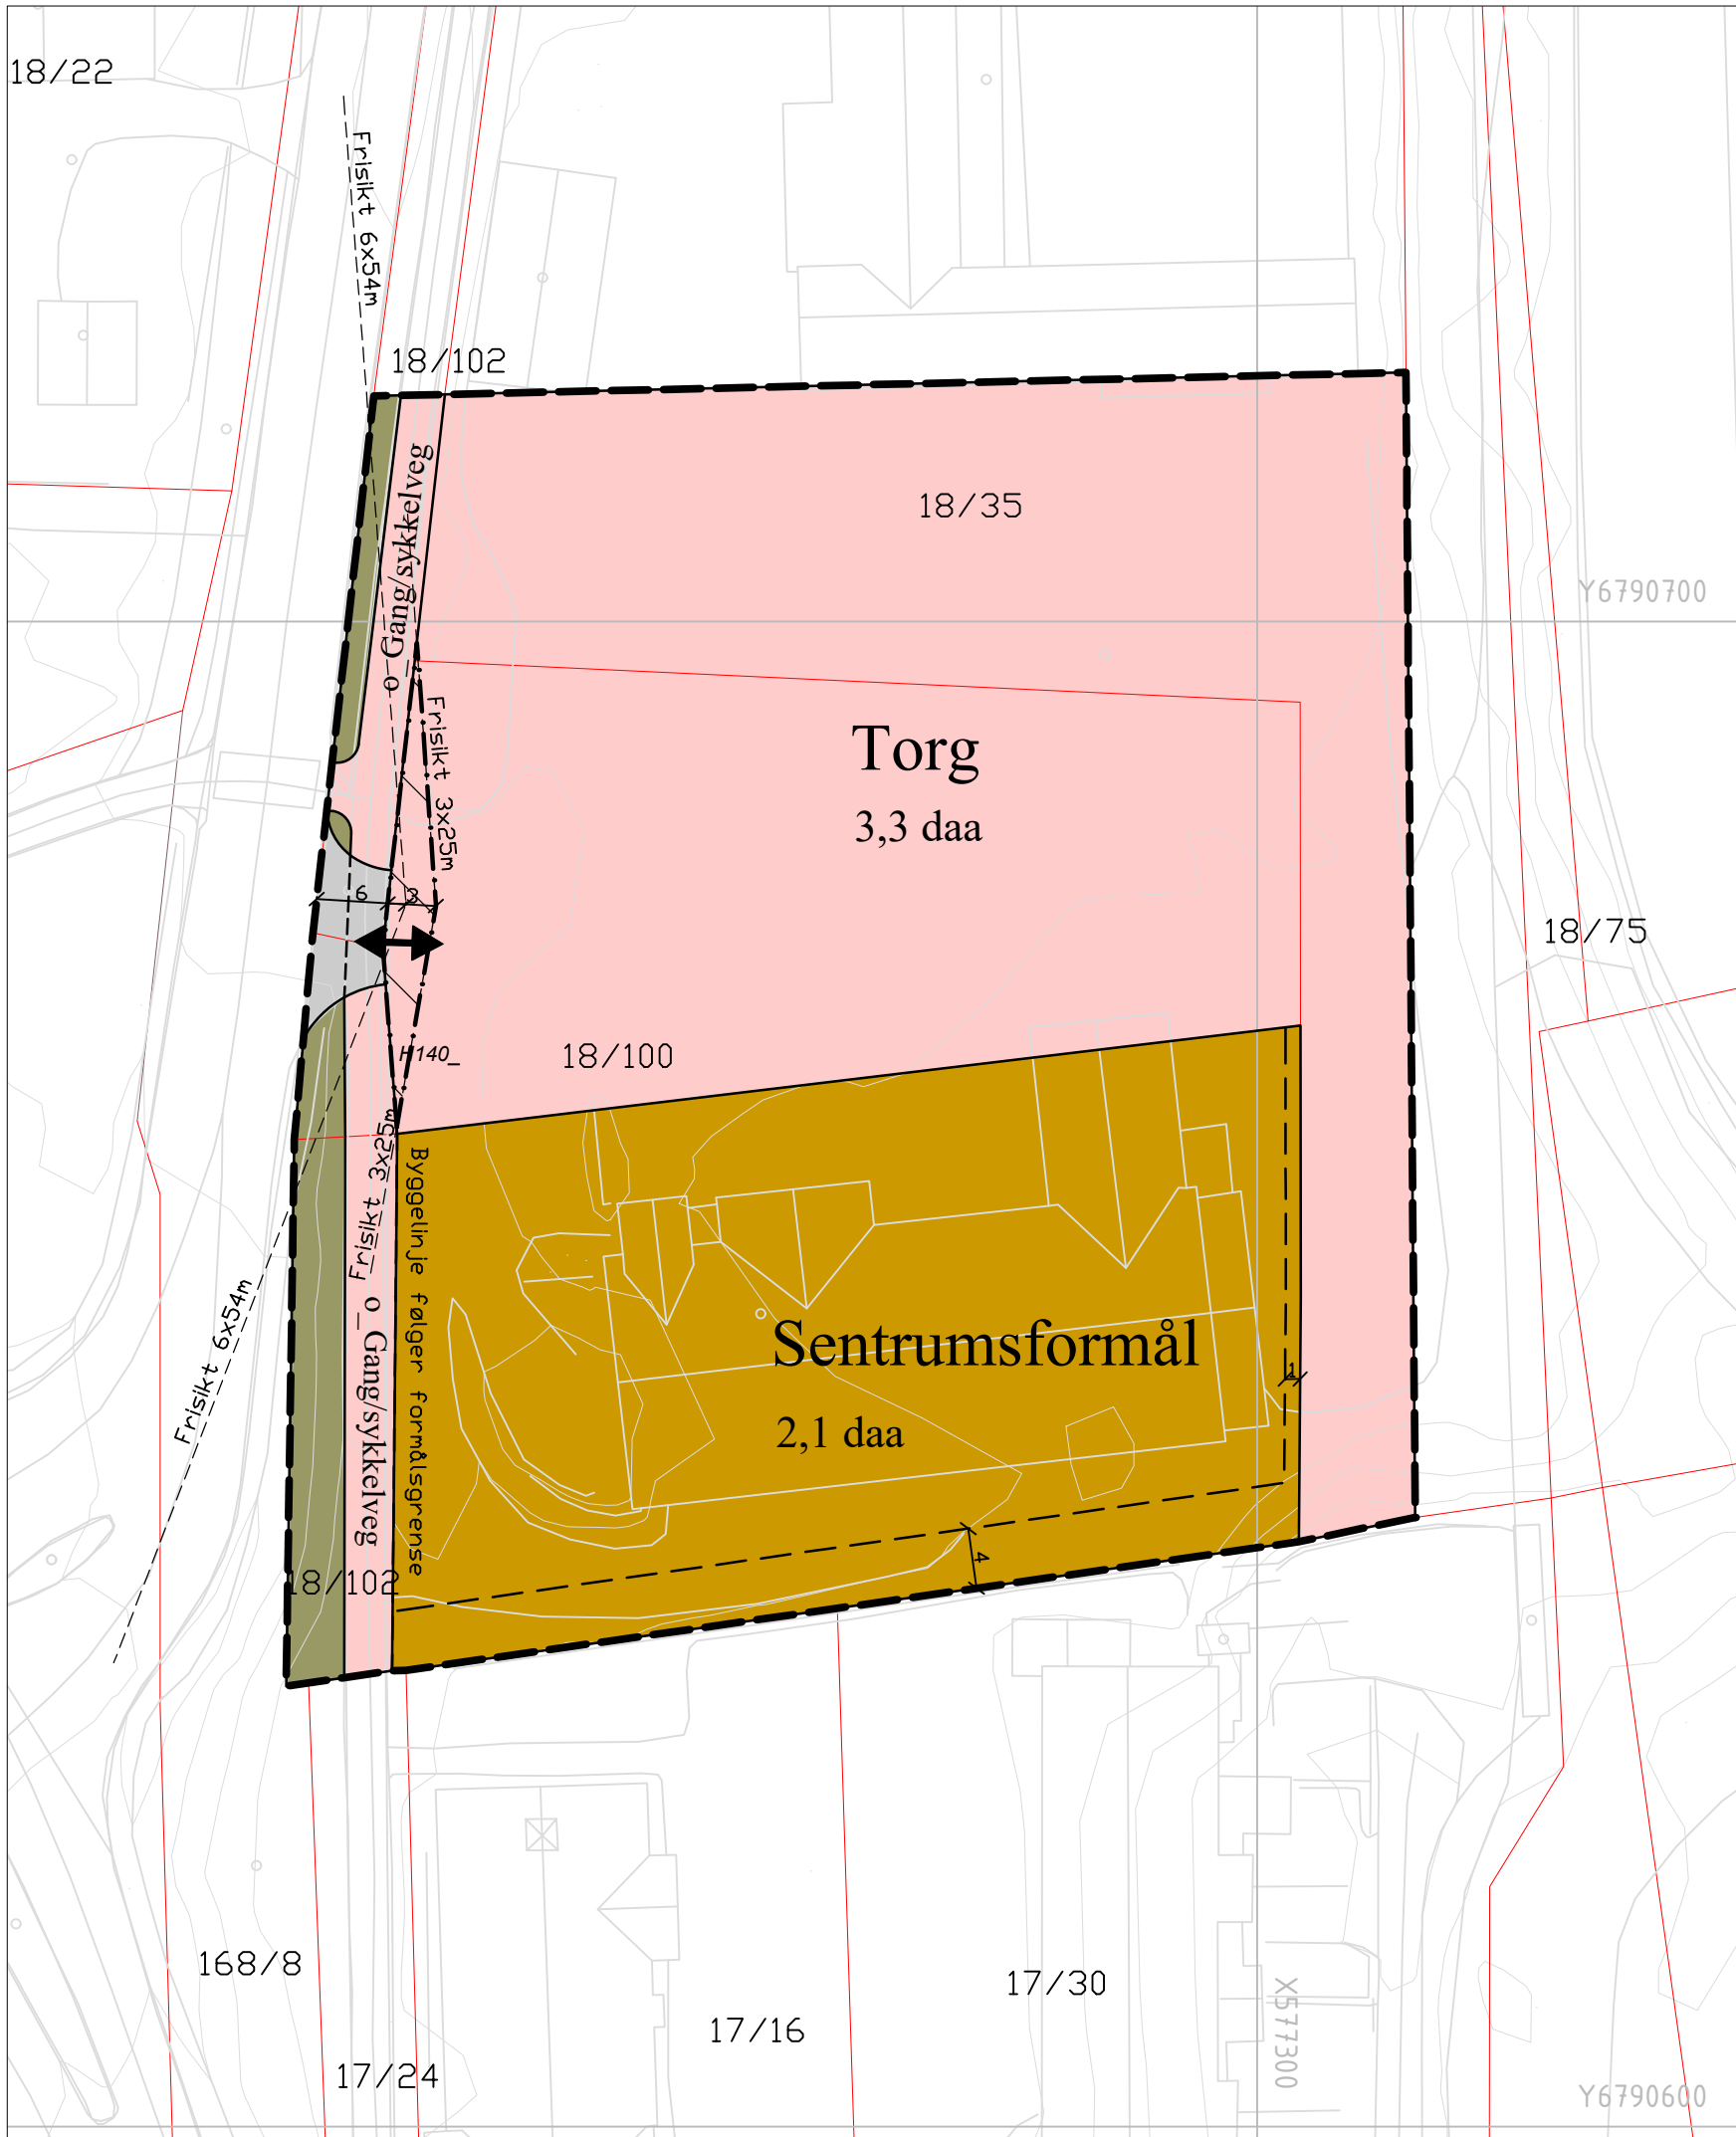 18/22
Frisikt 6x54m
18/102
o_Gang/sykkelveg
18/35
Y6790700
Frisikt 3x25m
Torg
3,3 daa
6
3
18/75
H140_
18/100
Frisikt 3x25m
Byggelinje følger formålsgrense
Frisikt 6x54m
o_Gang/sykkelveg
Sentrumsformål
1
2,1 daa
4
18/102
168/8
17/30
X577300
17/16
17/24
Y6790600